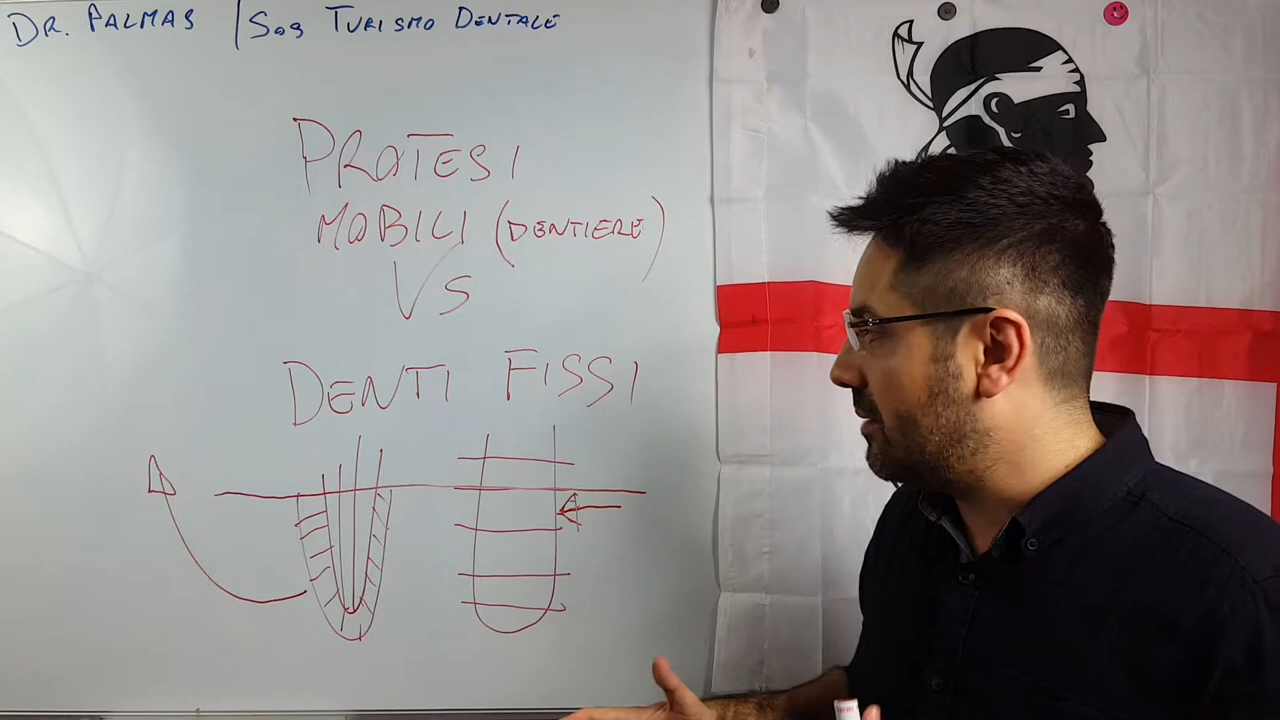 DR. PALMAS | SOS TURISMO DENTALE
PROTESI
MOBILI (DENTIERE)
VS
DENTI FISSI